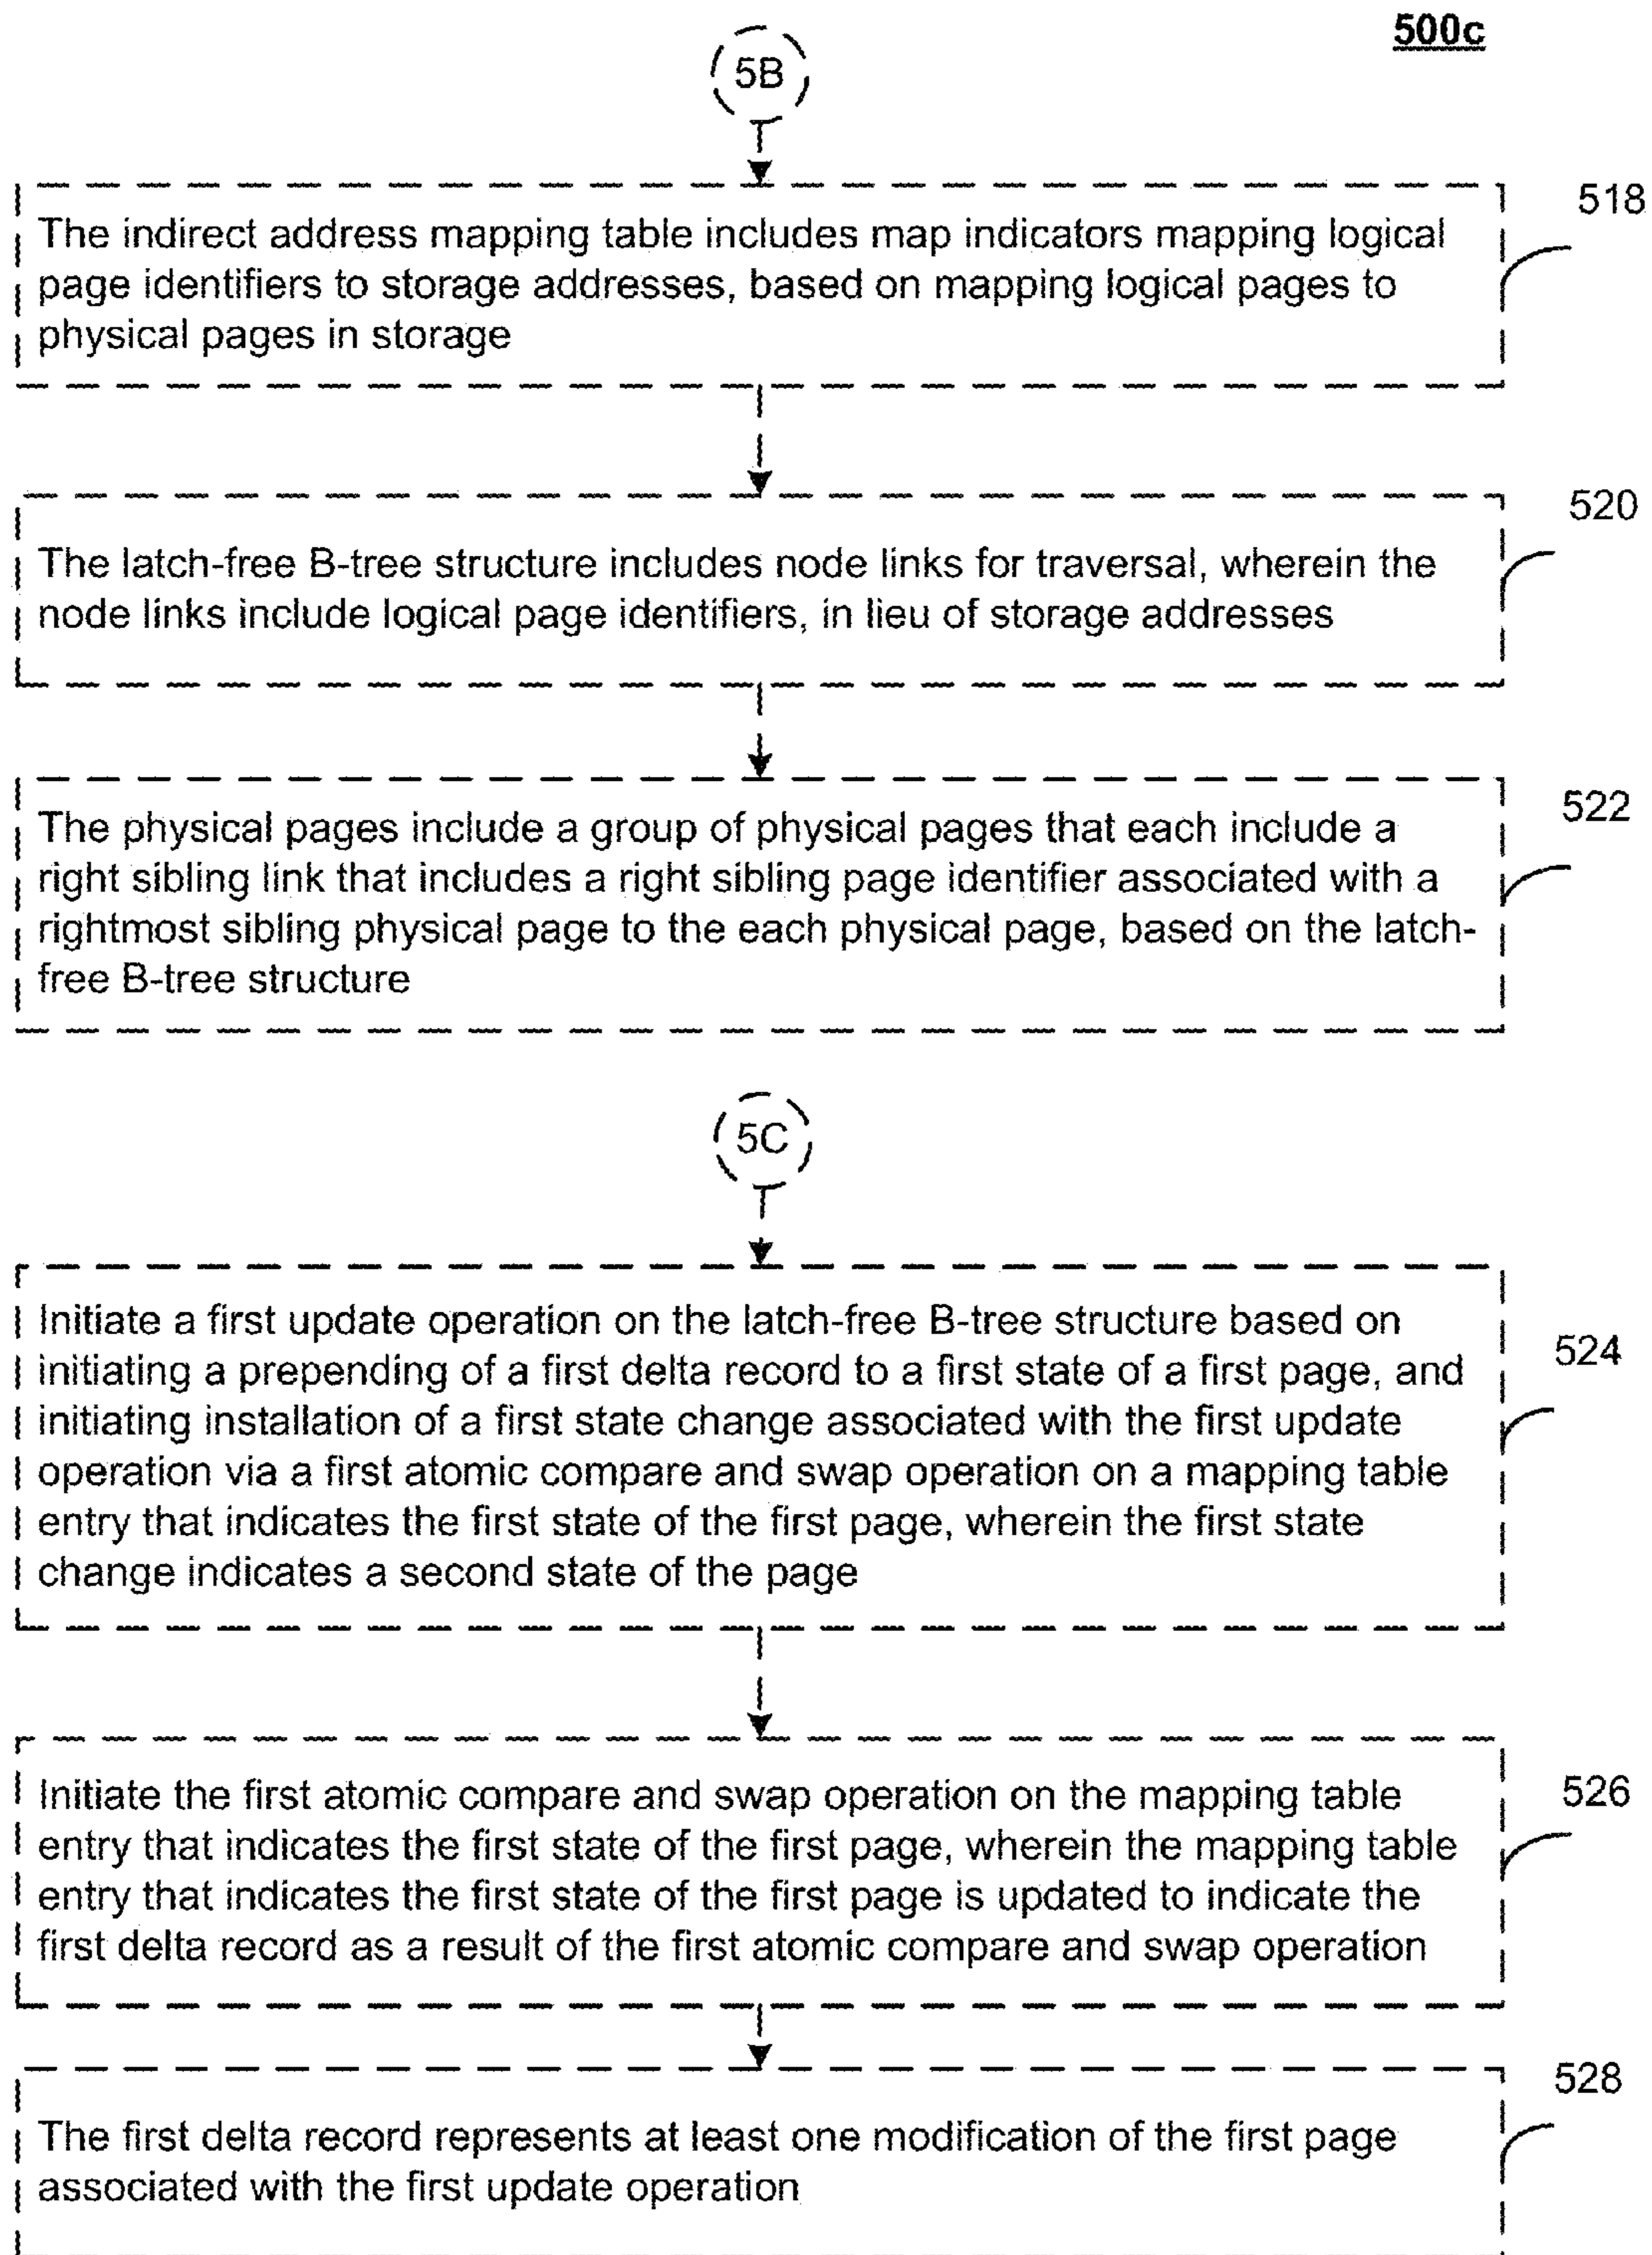 500c
5B
518
The indirect address mapping table includes map indicators mapping logical
page identifiers to storage addresses, based on mapping logical pages to
physical pages in storage
520
The latch-free B-tree structure includes node links for traversal, wherein the
node links include logical page identifiers, in lieu of storage addresses
522
The physical pages include a group of physical pages that each include a
right sibling link that includes a right sibling page identifier associated with a
rightmost sibling physical page to the each physical page, based on the latch-
free B-tree structure
5C
524
Initiate a first update operation on the latch-free B-tree structure based on
initiating a prepending of a first delta record to a first state of a first page, and
initiating installation of a first state change associated with the first update
operation via a first atomic compare and swap operation on a mapping table
entry that indicates the first state of the first page, wherein the first state
change indicates a second state of the page
526
Initiate the first atomic compare and swap operation on the mapping table
entry that indicates the first state of the first page, wherein the mapping table
entry that indicates the first state of the first page is updated to indicate the
first delta record as a result of the first atomic compare and swap operation
528
The first delta record represents at least one modification of the first page
associated with the first update operation